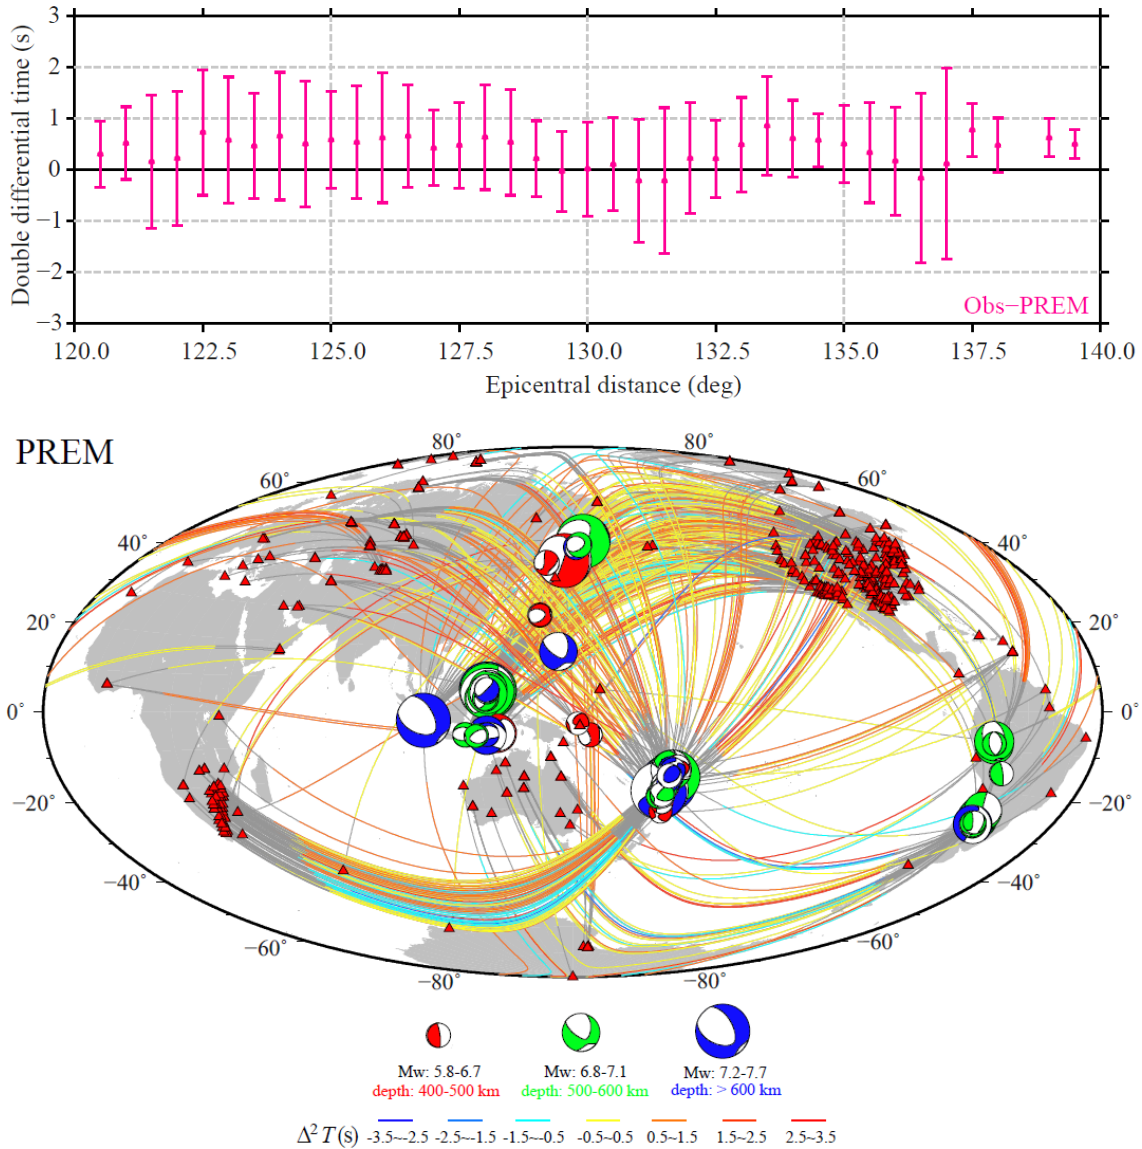 3
2
1
0
−1
−2
−3
Double differential time (s)
Obs−PREM
120.0 122.5 125.0 127.5 130.0 132.5 135.0 137.5 140.0
Epicentral distance (deg)
PREM
80˚ 80˚
60˚ 60˚
40˚ 40˚
20˚ 20˚
0˚ 0˚
−20˚ −20˚
−40˚ −40˚
−60˚ −60˚
−80˚ −80˚
Mw: 5.8-6.7 Mw: 6.8-7.1 Mw: 7.2-7.7
depth: 400-500 km depth: 500-600 km depth: > 600 km
Δ² T(s) -3.5~-2.5 -2.5~-1.5 -1.5~-0.5 -0.5~0.5 0.5~1.5 1.5~2.5 2.5~3.5